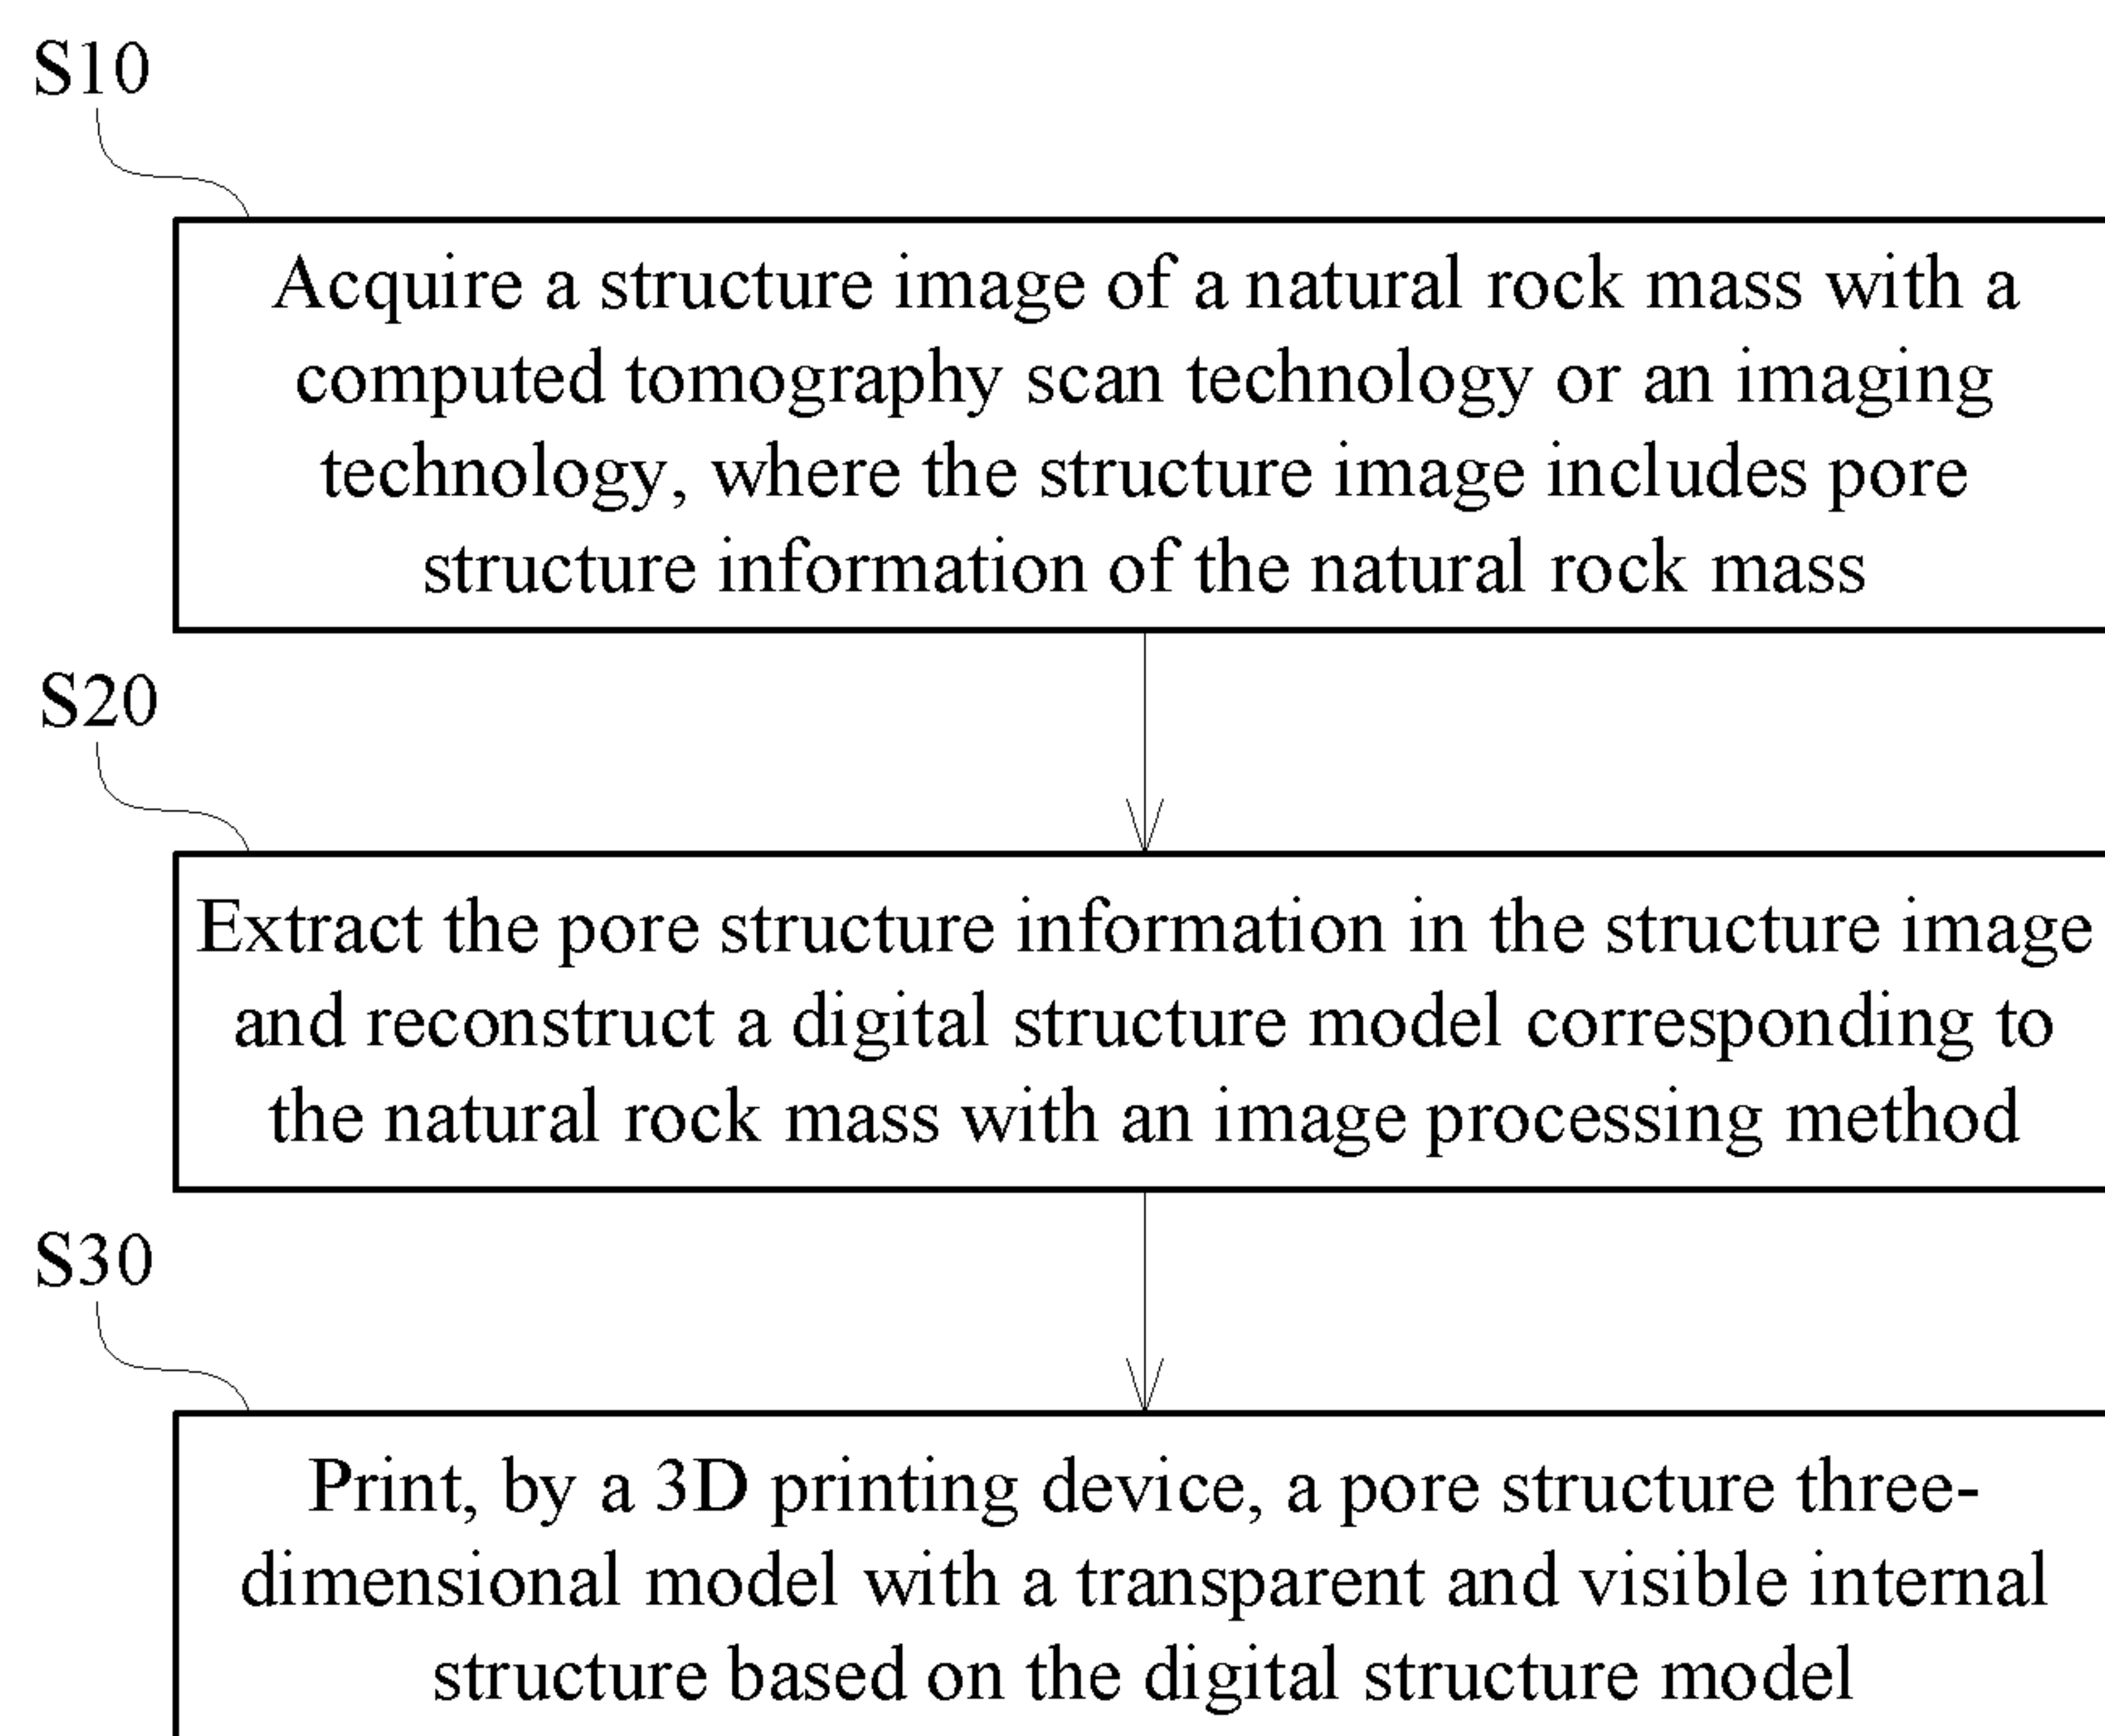 S10
Acquire a structure image of a natural rock mass with a
computed tomography scan technology or an imaging
technology, where the structure image includes pore
structure information of the natural rock mass
S20
Extract the pore structure information in the structure image
and reconstruct a digital structure model corresponding to
the natural rock mass with an image processing method
S30
Print, by a 3D printing device, a pore structure three-
dimensional model with a transparent and visible internal
structure based on the digital structure model